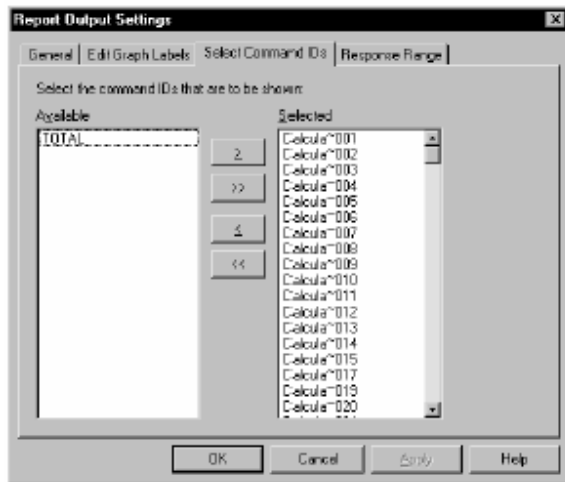 Report Output Settings
General Edit Graph Labels Select Command IDs Response Range
Select the command IDs that are to be shown:
Available
TOTAL
>
>>
<
<<
Selected
Calcula~001
Calcula~002
Calcula~003
Calcula~004
Calcula~005
Calcula~006
Calcula~007
Calcula~008
Calcula~009
Calcula~010
Calcula~011
Calcula~012
Calcula~013
Calcula~014
Calcula~015
Calcula~017
Calcula~019
Calcula~020
OK Cancel Apply Help